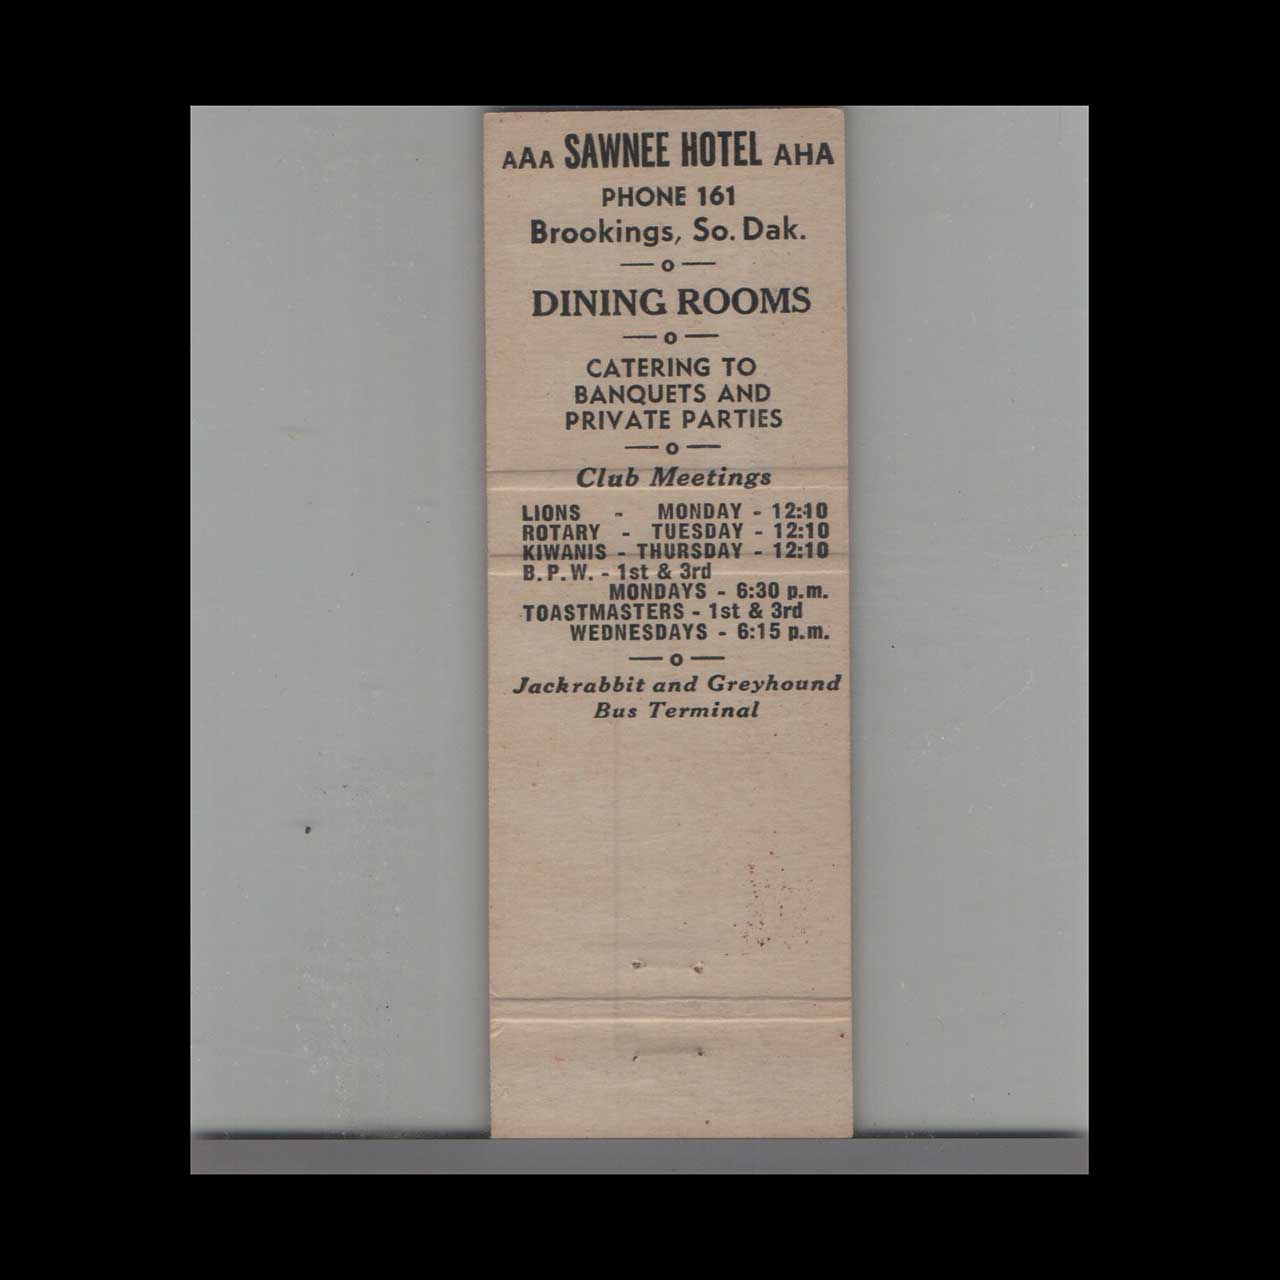 AAA SAWNEE HOTEL AHA
PHONE 161
Brookings, So. Dak.
— o —
DINING ROOMS
— o —
CATERING TO
BANQUETS AND
PRIVATE PARTIES
— o —
Club Meetings
LIONS - MONDAY - 12:10
ROTARY - TUESDAY - 12:10
KIWANIS - THURSDAY - 12:10
B.P.W. - 1st & 3rd
MONDAYS - 6:30 p.m.
TOASTMASTERS - 1st & 3rd
WEDNESDAYS - 6:15 p.m.
— o —
Jackrabbit and Greyhound
Bus Terminal